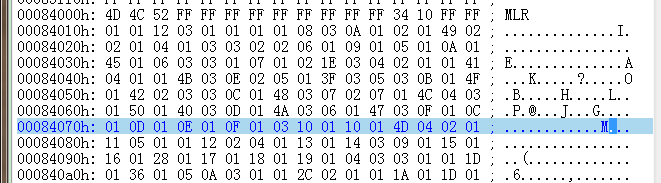 00084000h: 4D 4C 52 FF FF FF FF FF FF FF FF FF 34 10 FF FF ; MLR
00084010h: 01 01 12 03 01 01 01 01 08 03 0A 01 02 01 49 02 ; ..............I.
00084020h: 02 01 04 01 03 03 02 02 06 01 09 01 05 01 0A 01 ; ................
00084030h: 45 01 06 03 03 01 07 01 02 1E 03 04 02 01 01 41 ; E..............A
00084040h: 04 01 01 4B 03 0E 02 05 01 3F 03 05 03 0B 01 4F ; ...K.....?.....O
00084050h: 01 42 02 03 03 0C 01 48 03 07 02 07 01 4C 04 03 ; .B.....H.....L..
00084060h: 01 50 01 40 03 0D 01 4A 03 06 01 47 03 0F 01 0C ; .P.@...J...G....
00084070h: 01 0D 01 0E 01 4F 01 03 10 01 10 01 4D 04 02 01 ; ............M...
00084080h: 11 05 01 01 12 02 04 01 13 01 14 03 09 01 15 01 ; ................
00084090h: 16 01 28 01 17 01 18 01 19 01 04 03 03 01 01 1D ; ..(.............
000840a0h: 01 36 01 05 0A 03 01 01 2C 02 01 01 1A 01 1D 01 ; .6......,.......